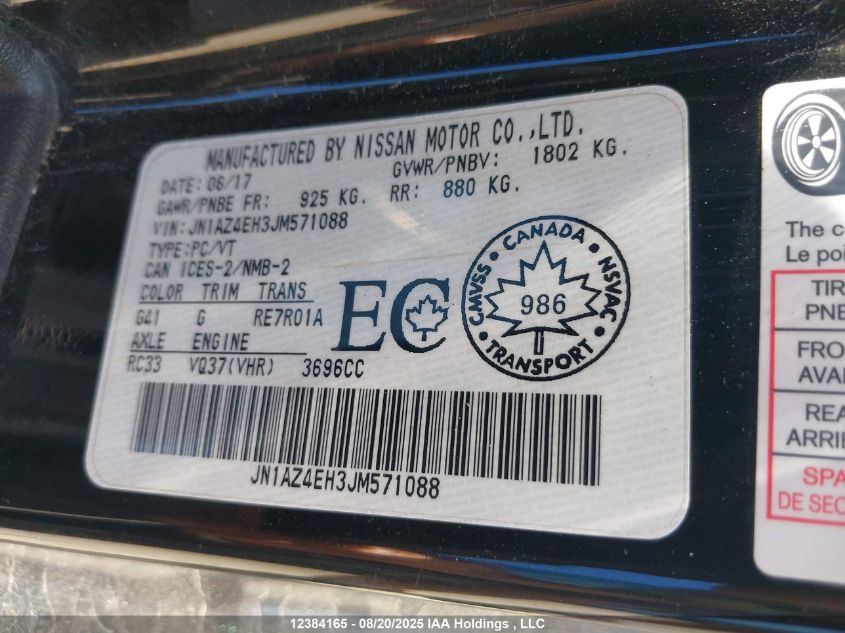 MANUFACTURED BY NISSAN MOTOR CO.,LTD.
DATE: 06/17 GVWR/PNBV: 1802 KG.
GAWR/PNBE FR: 925 KG. RR: 880 KG.
VIN:JN1AZ4EH3JM571088
TYPE:PC/VT
CAN ICES-2/NMB-2
COLOR TRIM TRANS
G41 G RE7R01A
AXLE ENGINE
RC33 VQ37(VHR) 3696CC
EC
CANADA
CMVSS 986 NSVAC
TRANSPORT
JN1AZ4EH3JM571088
The c
Le poi
TIR
PNE
FRO
AVA
REA
ARRIE
SPA
DE SEC
12384165 - 08/20/2025 IAA Holdings , LLC